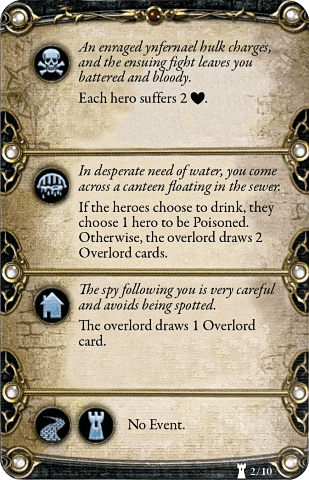 An enraged ynfernael hulk charges,
and the ensuing fight leaves you
battered and bloody.
Each hero suffers 2 ♥.
In desperate need of water, you come
across a canteen floating in the sewer.
If the heroes choose to drink, they
choose 1 hero to be Poisoned.
Otherwise, the overlord draws 2
Overlord cards.
The spy following you is very careful
and avoids being spotted.
The overlord draws 1 Overlord
card.
No Event.
2/10